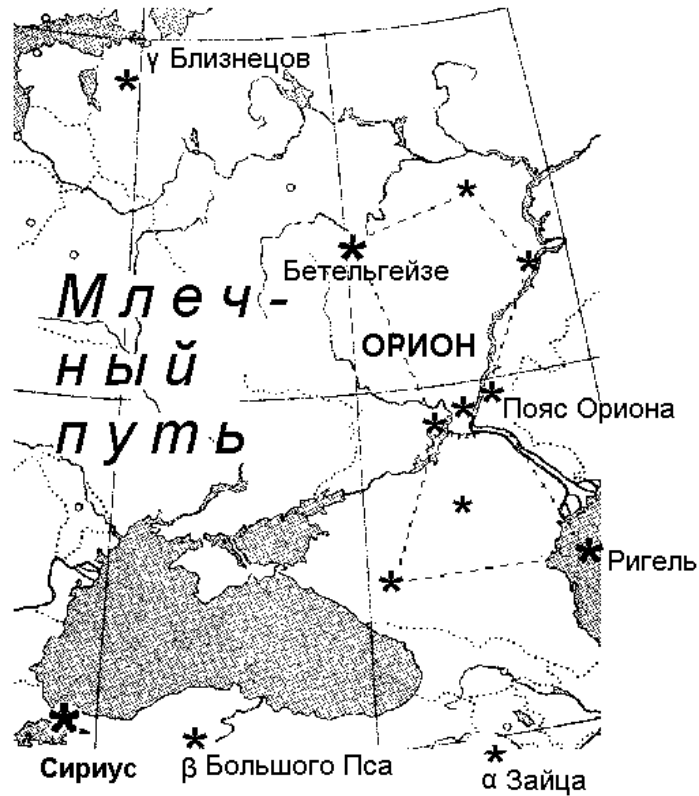 γ Близнецов
Бетельгейзе
Млеч-
ный
путь
ОРИОН
Пояс Ориона
Ригель
Сириус
β Большого Пса
α Зайца